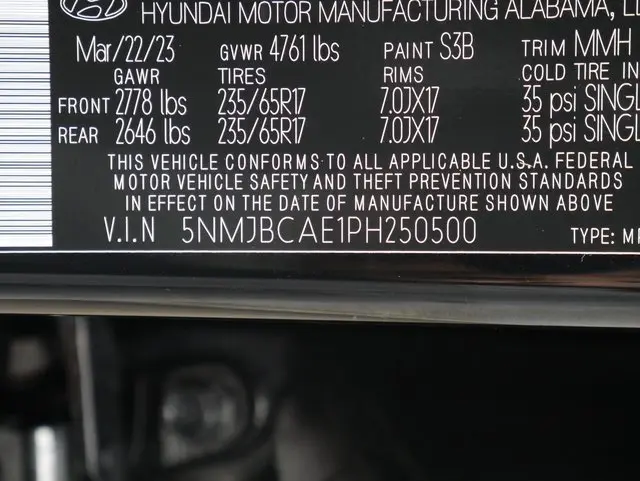 HYUNDAI MOTOR MANUFACTURING ALABAMA,
Mar/22/23 GVWR 4761 lbs PAINT S3B TRIM MMH
GAWR TIRES RIMS COLD TIRE
FRONT 2778 lbs 235/65R17 7.0JX17 35 psi
REAR 2646 lbs 235/65R17 7.0JX17 35 psi
THIS VEHICLE CONFORMS TO ALL APPLICABLE U.S.A. FEDERAL
MOTOR VEHICLE SAFETY AND THEFT PREVENTION STANDARDS
IN EFFECT ON THE DATE OF MANUFACTURE SHOWN ABOVE
V.I.N 5NMJBCAE1PH250500 TYPE: